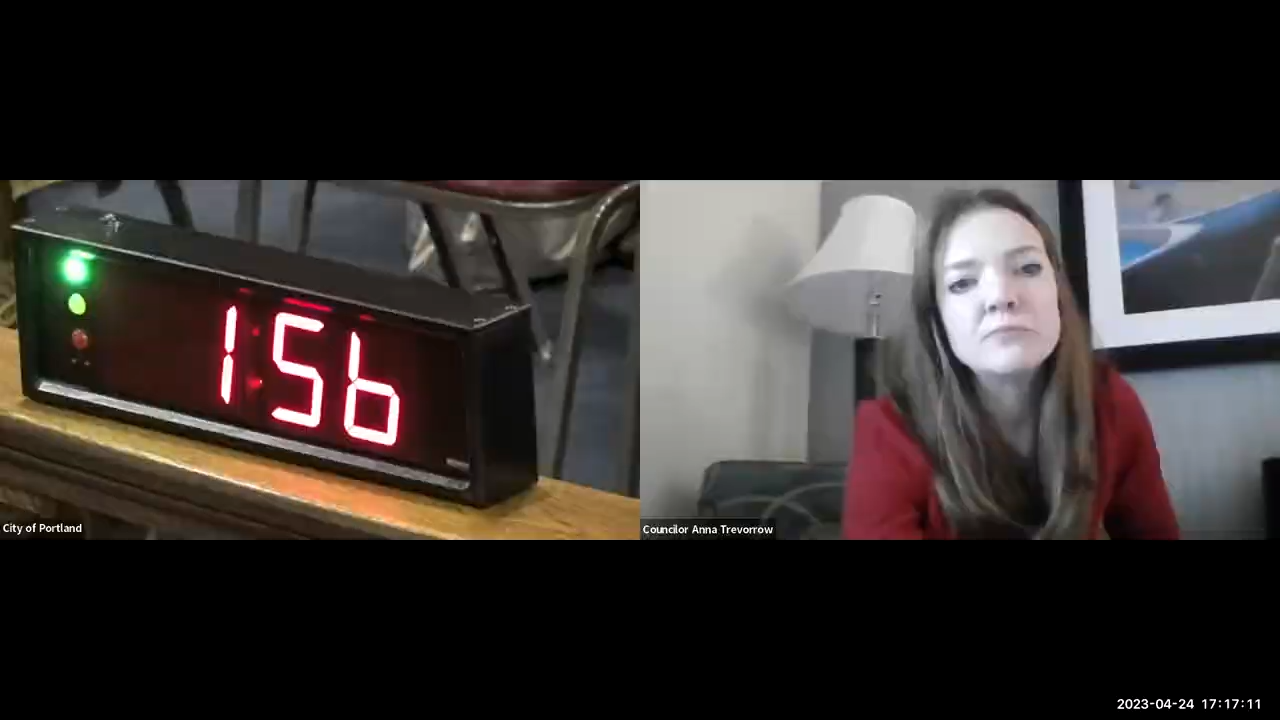 1:56
City of Portland
Councilor Anna Trevorrow
2023-04-24 17:17:11